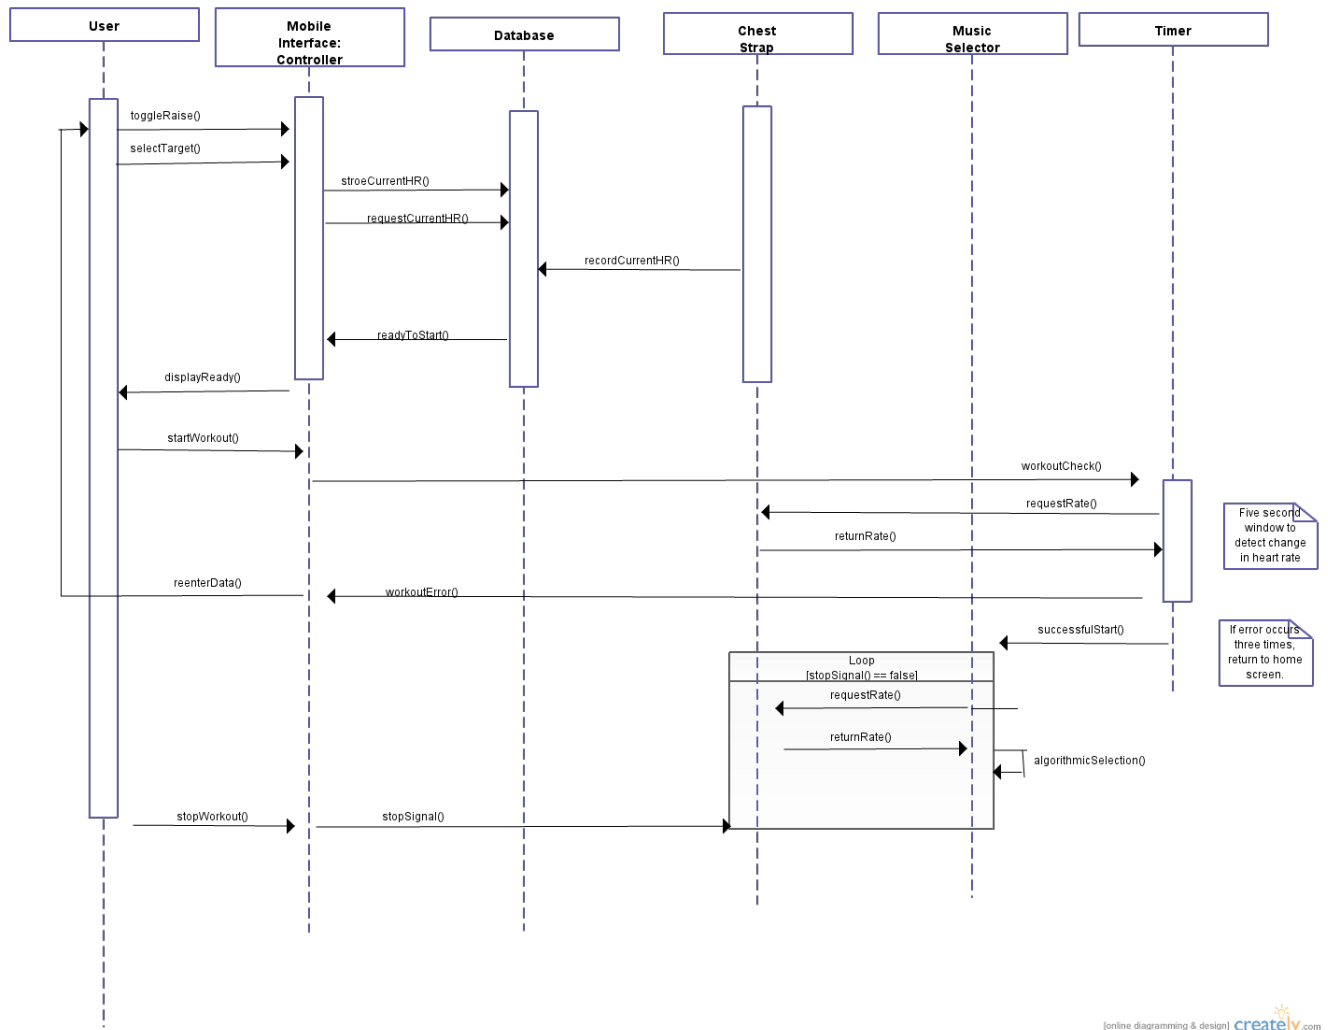 User
Mobile
Interface:
Controller
Database
Chest
Strap
Music
Selector
Timer
toggleRaise()
selectTarget()
stroeCurrentHR()
requestCurrentHR()
recordCurrentHR()
readyToStart()
displayReady()
startWorkout()
workoutCheck()
requestRate()
Five second
window to
detect change
in heart rate
returnRate()
reenterData()
workoutError()
successfulStart()
If error occurs
three times,
return to home
screen.
Loop
[stopSignal() == false]
requestRate()
returnRate()
algorithmicSelection()
stopWorkout()
stopSignal()
[online diagramming & design] creately.com